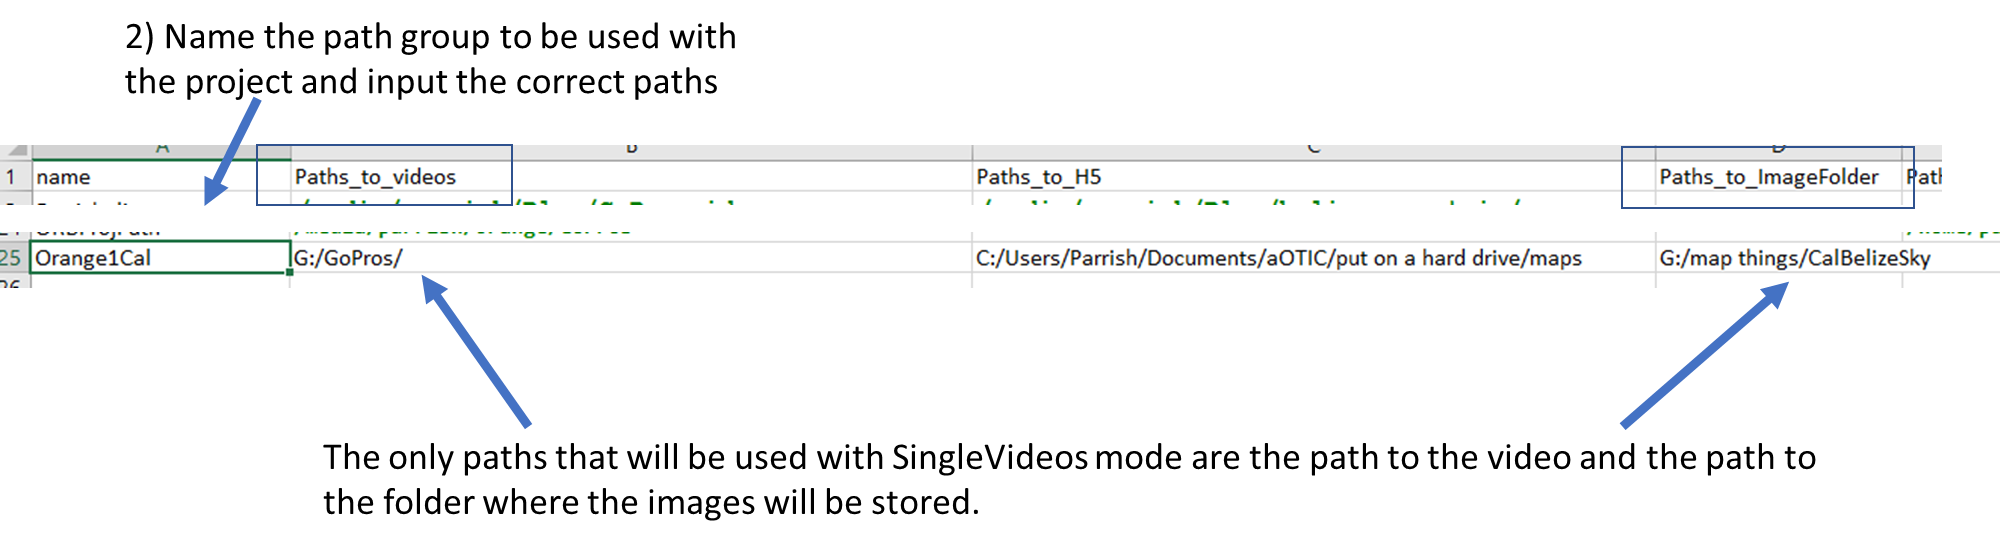 2) Name the path group to be used with
the project and input the correct paths
A B C D
1 name Paths_to_videos Paths_to_H5 Paths_to_ImageFolder Pat
25 Orange1Cal G:/GoPros/ C:/Users/Parrish/Documents/aOTIC/put on a hard drive/maps G:/map things/CalBelizeSky
The only paths that will be used with SingleVideos mode are the path to the video and the path to
the folder where the images will be stored.